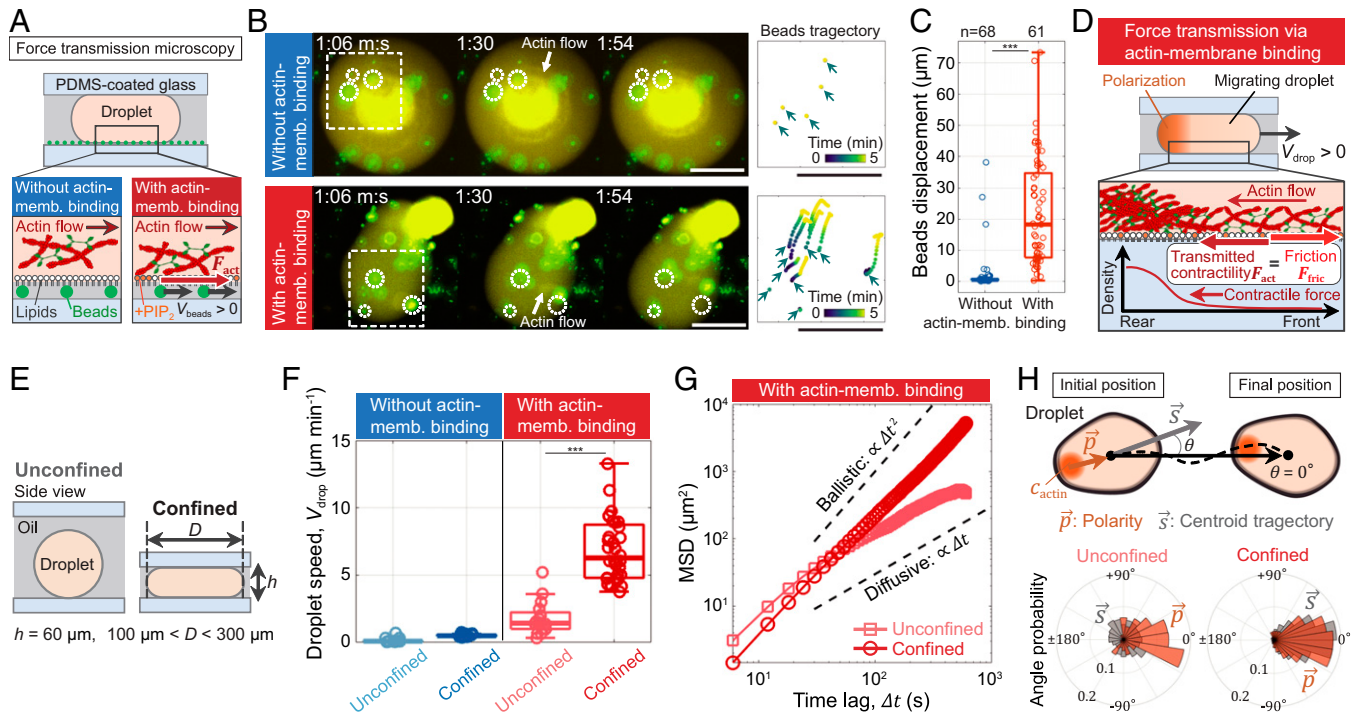 A
Force transmission microscopy
PDMS-coated glass
Droplet
Without actin-
memb. binding
With actin-
memb. binding
Actin flow
Actin flow
F_act
Lipids
Beads
+PIP₂
V_beads > 0
B
Without actin-
memb. binding
1:06 m:s
1:30
1:54
Actin flow
With actin-
memb. binding
1:06 m:s
1:30
1:54
Actin flow
Beads trajectory
Time (min)
0 5
Time (min)
0 5
C
n=68 61
***
Beads displacement [μm]
70
60
50
40
30
20
10
0
Without With
actin-memb. binding
D
Force transmission via
actin-membrane binding
Polarization
Migrating droplet
V_drop > 0
Actin flow
Transmitted
contractility F_act = Friction F_fric
Contractile force
Density
Rear
Front
E
Unconfined
Side view
Oil
Droplet
Confined
D
h
h = 60 μm, 100 μm < D < 300 μm
F
Without actin-
memb. binding
With actin-
memb. binding
***
Droplet speed, V_drop (μm min⁻¹)
15
10
5
0
Unconfined
Confined
Unconfined
Confined
G
With actin-memb. binding
MSD (μm²)
10⁴
10³
10²
10¹
Ballistic: ∝ Δt²
Diffusive: ∝ Δt
Unconfined
Confined
10¹ 10² 10³
Time lag, Δt (s)
H
Initial position
Final position
Droplet
s⃗
p⃗
θ
θ = 0°
c_actin
p⃗: Polarity
s⃗: Centroid tragectory
Unconfined
Confined
Angle probability
+90°
±180°
0°
-90°
0.1
0.2
s⃗
p⃗
+90°
±180°
0°
-90°
0.1
0.2
s⃗
p⃗